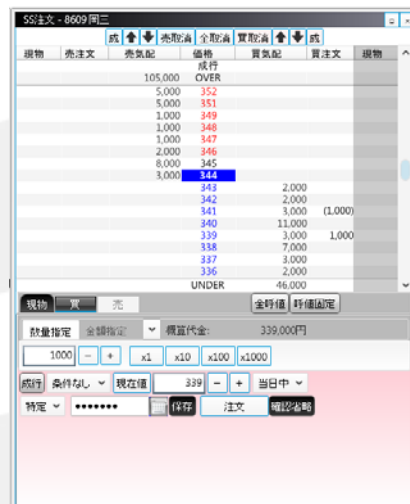 SS注文 - 8609 岡三
成 売取消 全取消 買取消 成
現物 売注文 売気配 価格 買気配 買注文 現物
成行
105,000 OVER
5,000 352
5,000 351
1,000 349
1,000 348
1,000 347
2,000 346
8,000 345
3,000 344
343 2,000
342 2,000
341 3,000 (1,000)
340 11,000
339 3,000 1,000
338 7,000
337 3,000
336 2,000
UNDER 46,000
現物 買 売 全呼値 呼値固定
数量指定 金額指定 概算代金: 339,000円
1000 - + x1 x10 x100 x1000
成行 条件なし 現在値 339 - + 当日中
特定 ••••••• 保存 注文 確認省略